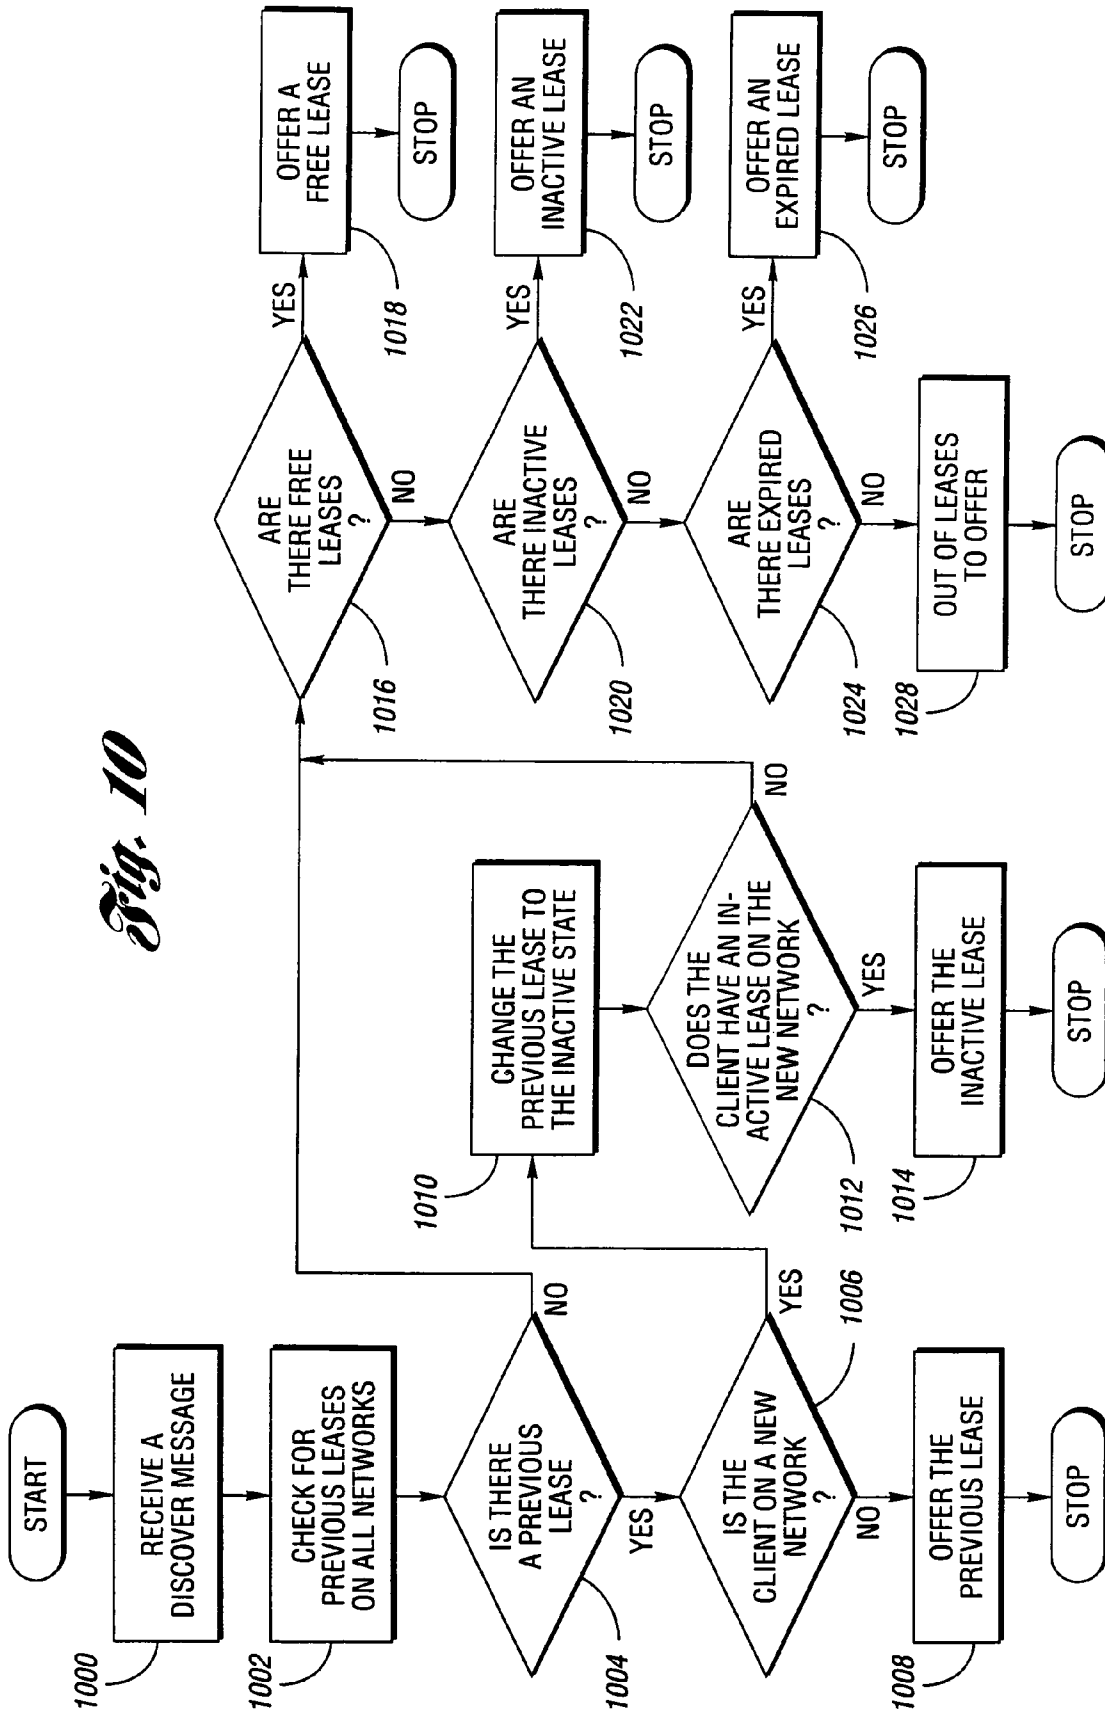 Fig. 10
START
RECEIVE A
DISCOVER MESSAGE
1000
CHECK FOR
PREVIOUS LEASES
ON ALL NETWORKS
1002
IS THERE
A PREVIOUS
LEASE
?
1004
NO
YES
IS THE
CLIENT ON A NEW
NETWORK
?
1006
YES
NO
OFFER THE
PREVIOUS LEASE
1008
STOP
CHANGE THE
PREVIOUS LEASE TO
THE INACTIVE STATE
1010
DOES THE
CLIENT HAVE AN IN-
ACTIVE LEASE ON THE
NEW NETWORK
?
1012
NO
YES
OFFER THE
INACTIVE LEASE
1014
STOP
ARE
THERE FREE
LEASES
?
1016
YES
NO
OFFER A
FREE LEASE
1018
STOP
ARE
THERE INACTIVE
LEASES
?
1020
YES
NO
OFFER AN
INACTIVE LEASE
1022
STOP
ARE
THERE EXPIRED
LEASES
?
1024
YES
NO
OFFER AN
EXPIRED LEASE
1026
STOP
OUT OF LEASES
TO OFFER
1028
STOP